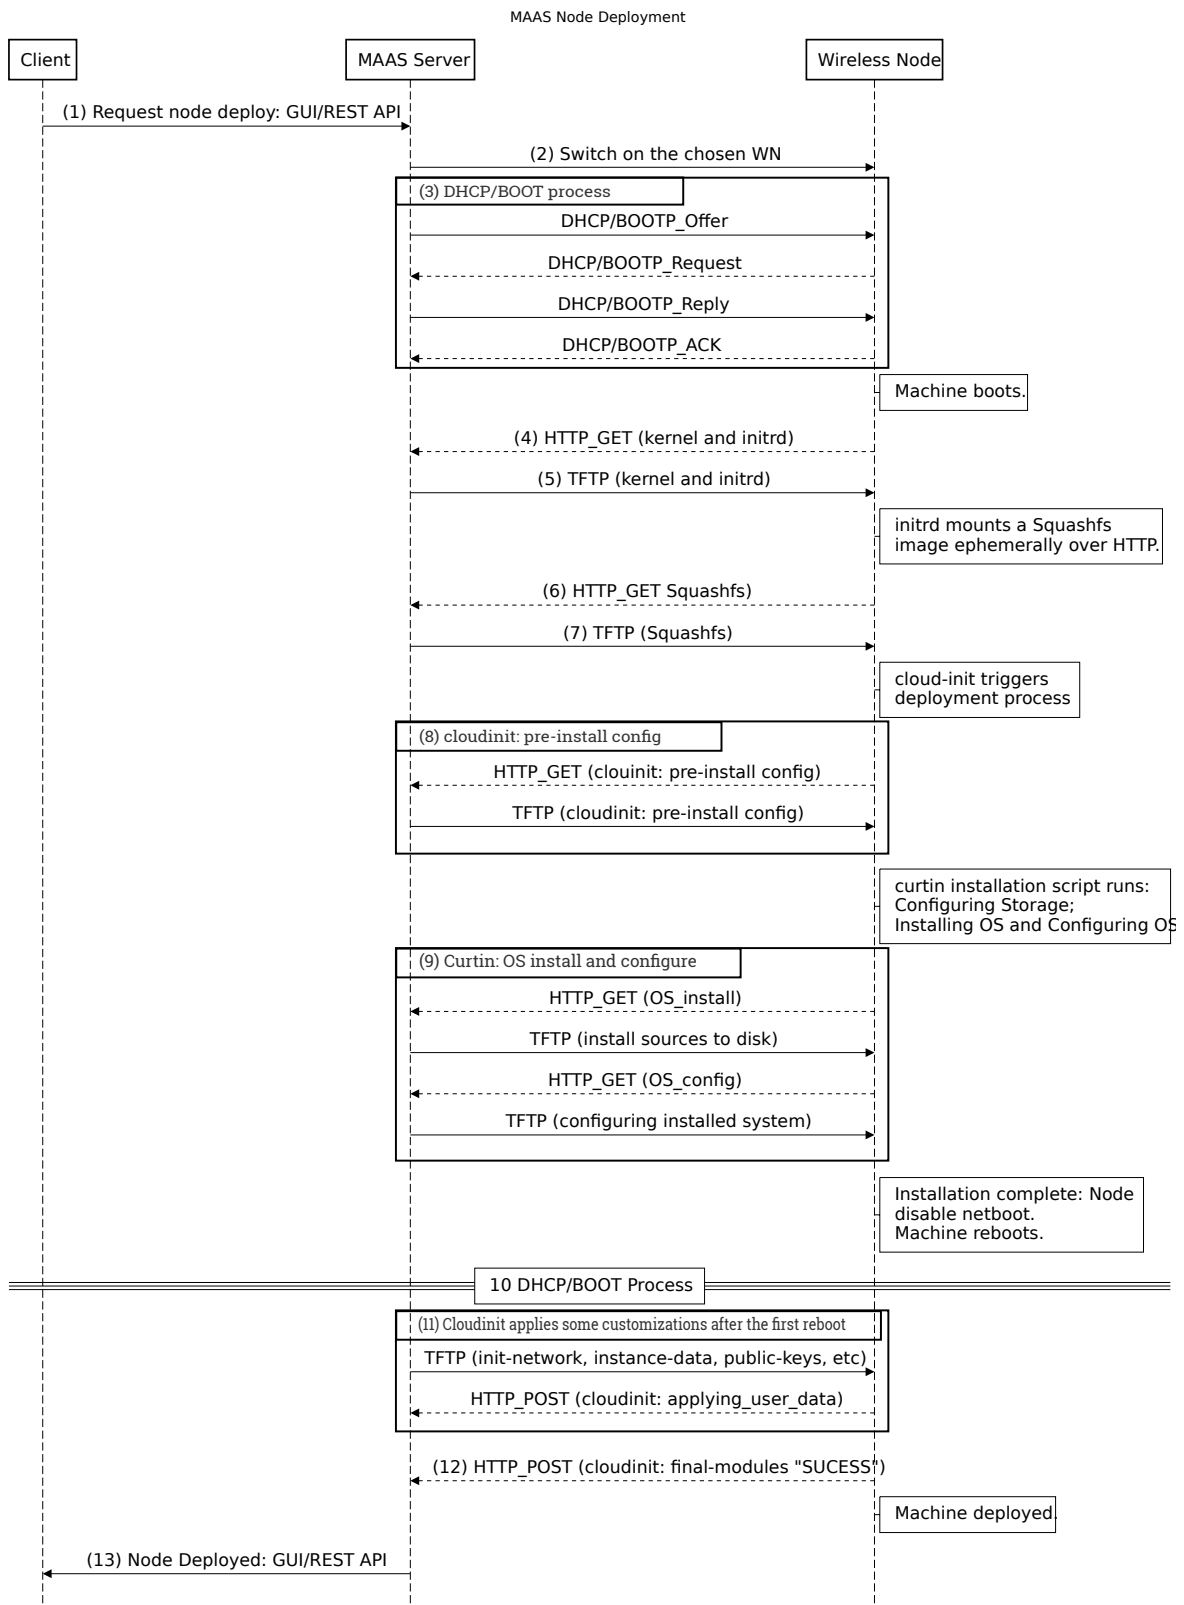 MAAS Node Deployment
Client
MAAS Server
Wireless Node
(1) Request node deploy: GUI/REST API
(2) Switch on the chosen WN
(3) DHCP/BOOT process
DHCP/BOOTP_Offer
DHCP/BOOTP_Request
DHCP/BOOTP_Reply
DHCP/BOOTP_ACK
Machine boots.
(4) HTTP_GET (kernel and initrd)
(5) TFTP (kernel and initrd)
initrd mounts a Squashfs
image ephemerally over HTTP.
(6) HTTP_GET Squashfs)
(7) TFTP (Squashfs)
cloud-init triggers
deployment process
(8) cloudinit: pre-install config
HTTP_GET (clouinit: pre-install config)
TFTP (cloudinit: pre-install config)
curtin installation script runs:
Configuring Storage;
Installing OS and Configuring OS
(9) Curtin: OS install and configure
HTTP_GET (OS_install)
TFTP (install sources to disk)
HTTP_GET (OS_config)
TFTP (configuring installed system)
Installation complete: Node
disable netboot.
Machine reboots.
10 DHCP/BOOT Process
(11) Cloudinit applies some customizations after the first reboot
TFTP (init-network, instance-data, public-keys, etc)
HTTP_POST (cloudinit: applying_user_data)
(12) HTTP_POST (cloudinit: final-modules "SUCESS")
Machine deployed.
(13) Node Deployed: GUI/REST API